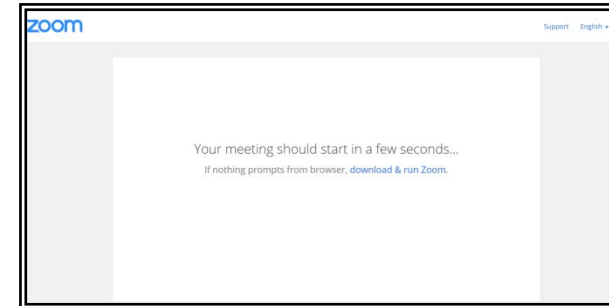 zoom
Support English
Your meeting should start in a few seconds...
If nothing prompts from browser, download & run Zoom.